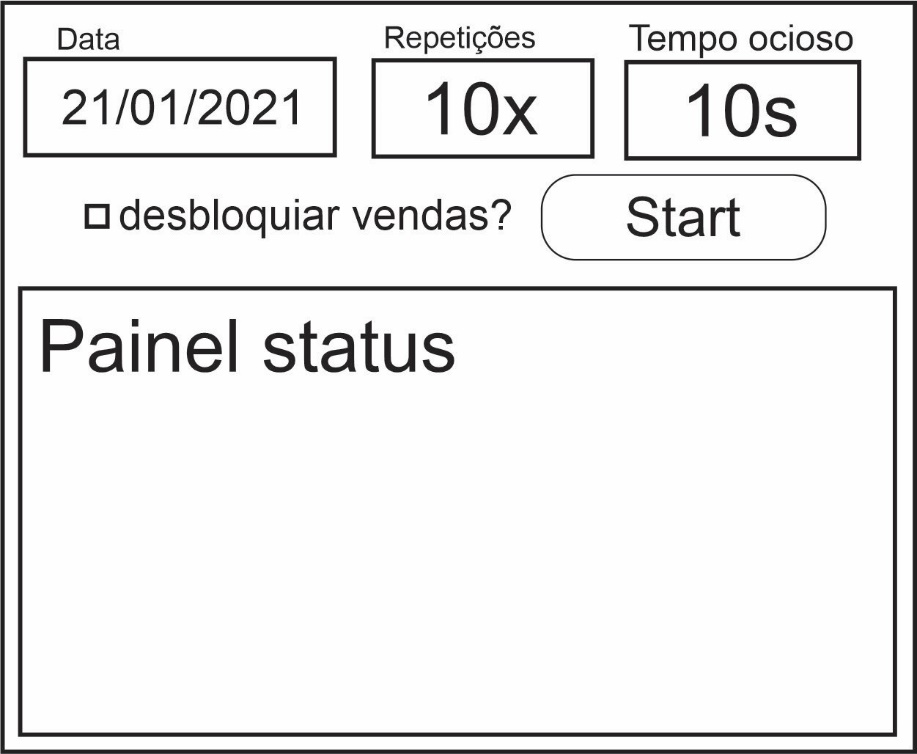 Data Repetições Tempo ocioso
21/01/2021 10x 10s
desbloquiar vendas? Start
Painel status